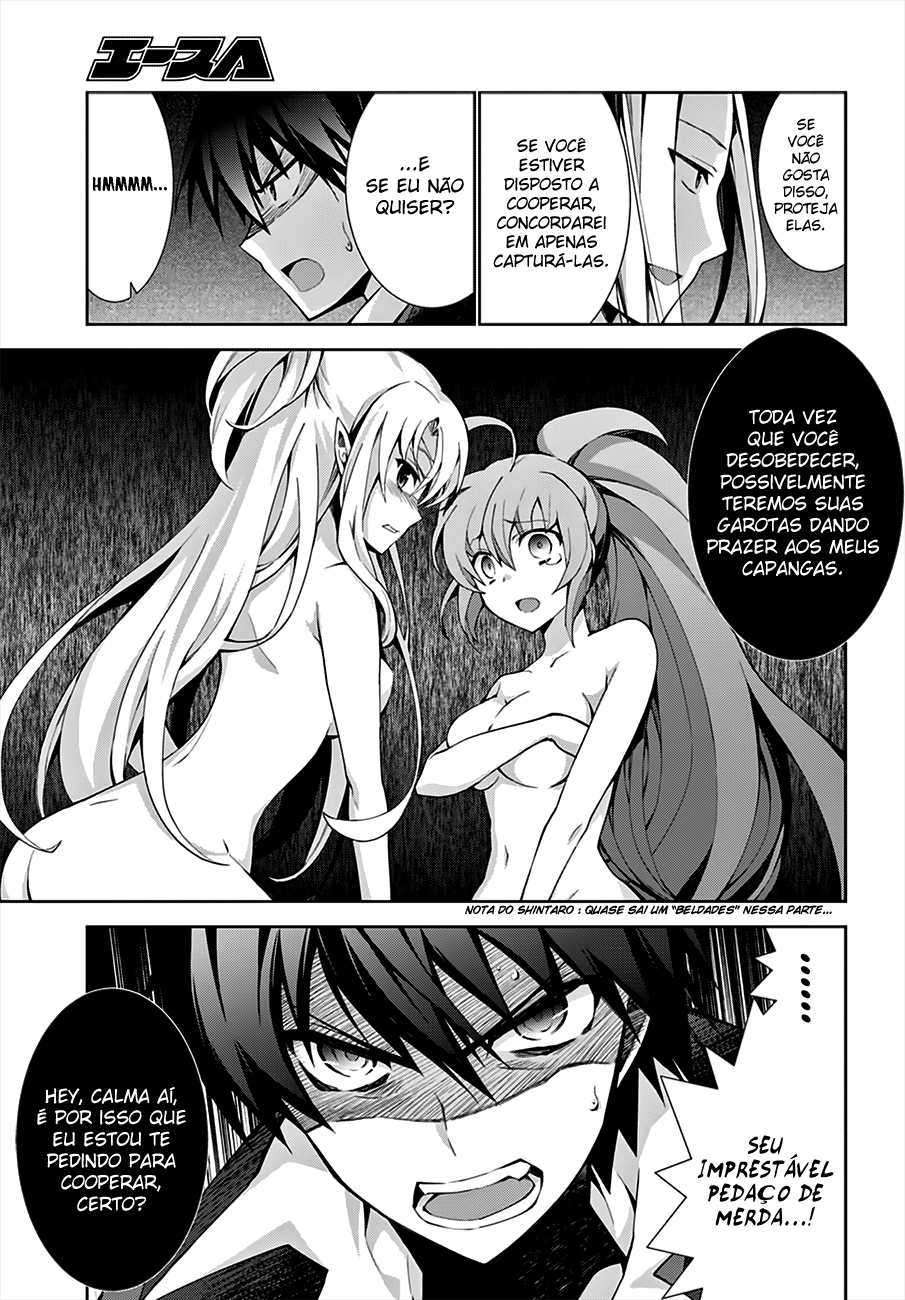 エースA
SE
VOCÊ
NÃO
GOSTA
DISSO,
PROTEJA
ELAS.
SE VOCÊ
ESTIVER
DISPOSTO A
COOPERAR,
CONCORDAREI
EM APENAS
CAPTURÁ-LAS.
...E
SE EU NÃO
QUISER?
HMMMM...
TODA VEZ
QUE VOCÊ
DESOBEDECER,
POSSIVELMENTE
TEREMOS SUAS
GAROTAS DANDO
PRAZER AOS MEUS
CAPANGAS.
NOTA DO SHINTARO : QUASE SAI UM "BELDADES" NESSA PARTE...
........
SEU
IMPRESTÁVEL
PEDAÇO DE
MERDA...!
HEY, CALMA AÍ,
É POR ISSO QUE
EU ESTOU TE
PEDINDO PARA
COOPERAR,
CERTO?